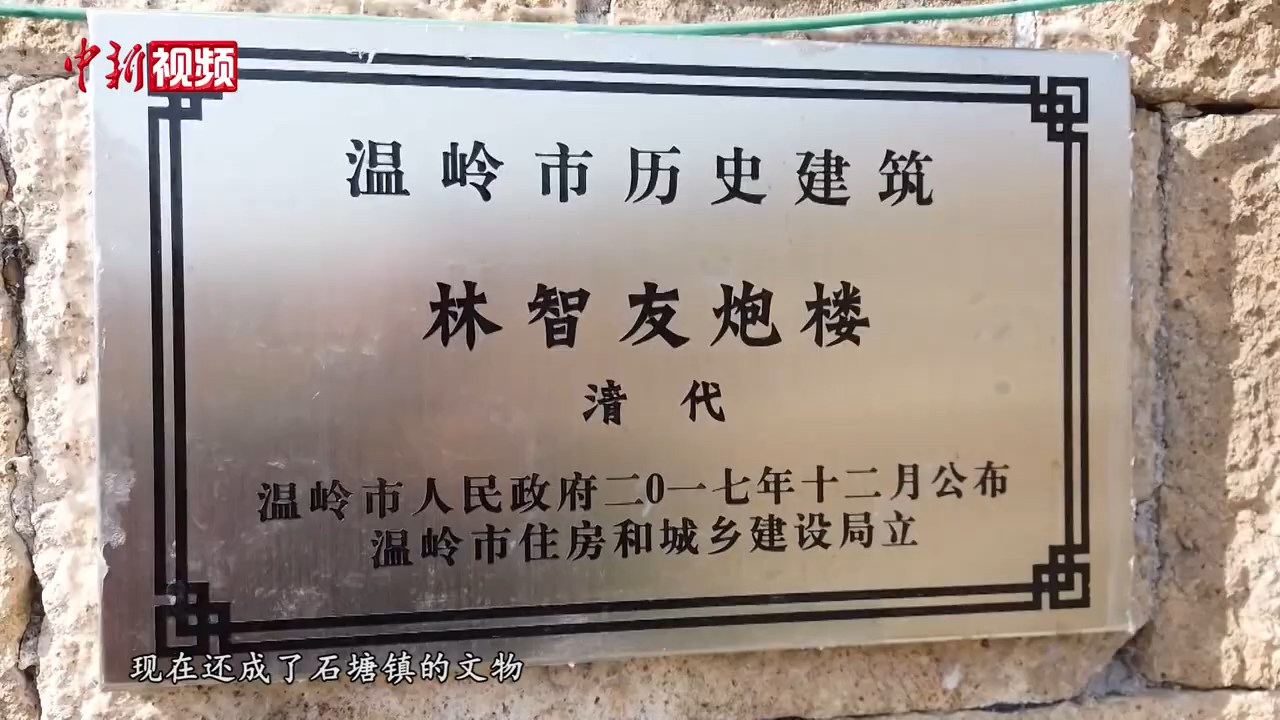 中新视频
温岭市历史建筑
林智友炮楼
清代
温岭市人民政府二0一七年十二月公布
温岭市住房和城乡建设局立
现在还成了石塘镇的文物